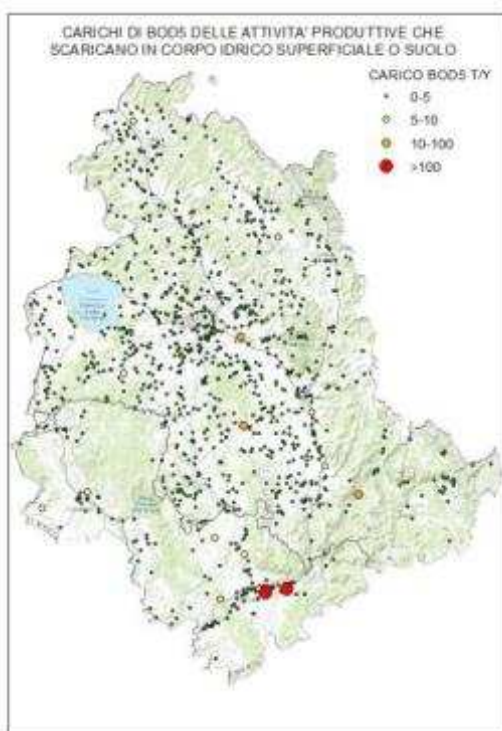 CARICHI DI BOD5 DELLE ATTIVITA' PRODUTTIVE CHE
SCARICANO IN CORPO IDRICO SUPERFICIALE O SUOLO
CARICO BOD5 T/Y
0-5
5-10
10-100
>100